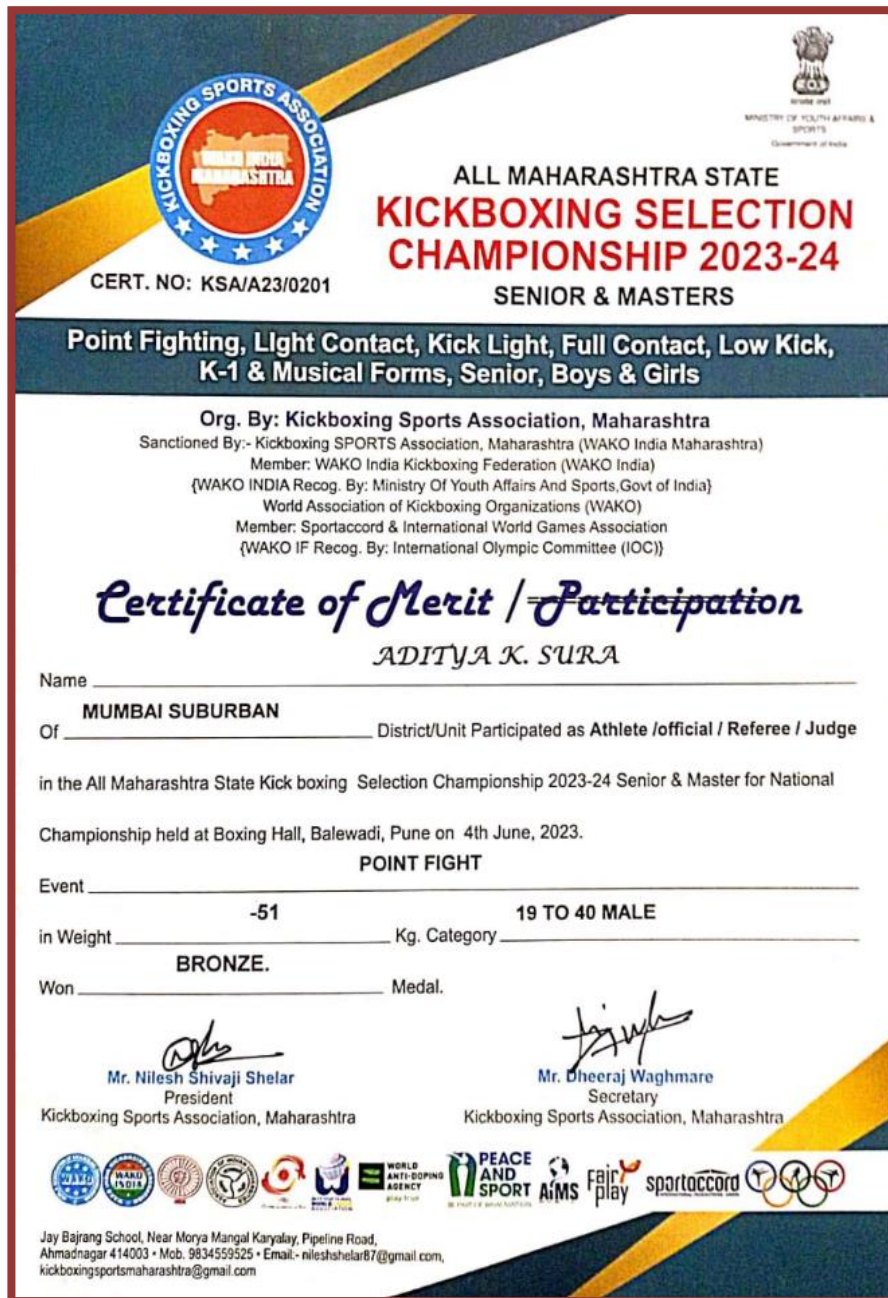 KICKBOXING SPORTS ASSOCIATION
WAKO INDIA
MAHARASHTRA
MINISTRY OF YOUTH AFFAIRS &
SPORTS
Government of India
ALL MAHARASHTRA STATE
KICKBOXING SELECTION
CHAMPIONSHIP 2023-24
SENIOR & MASTERS
CERT. NO: KSA/A23/0201
Point Fighting, LIght Contact, Kick Light, Full Contact, Low Kick,
K-1 & Musical Forms, Senior, Boys & Girls
Org. By: Kickboxing Sports Association, Maharashtra
Sanctioned By:- Kickboxing SPORTS Association, Maharashtra (WAKO India Maharashtra)
Member: WAKO India Kickboxing Federation (WAKO India)
{WAKO INDIA Recog. By: Ministry Of Youth Affairs And Sports,Govt of India}
World Association of Kickboxing Organizations (WAKO)
Member: Sportaccord & International World Games Association
{WAKO IF Recog. By: International Olympic Committee (IOC)}
Certificate of Merit / Participation
Name ADITYA K. SURA
Of MUMBAI SUBURBAN District/Unit Participated as Athlete /official / Referee / Judge
in the All Maharashtra State Kick boxing Selection Championship 2023-24 Senior & Master for National
Championship held at Boxing Hall, Balewadi, Pune on 4th June, 2023.
Event POINT FIGHT
in Weight -51 Kg. Category 19 TO 40 MALE
Won BRONZE. Medal.
Mr. Nilesh Shivaji Shelar
President
Kickboxing Sports Association, Maharashtra
Mr. Dheeraj Waghmare
Secretary
Kickboxing Sports Association, Maharashtra
WAKO
WAKO INDIA
WORLD ANTI-DOPING AGENCY
play true
PEACE AND SPORT
AIMS
Fair play
sportaccord
Jay Bajrang School, Near Morya Mangal Karyalay, Pipeline Road,
Ahmadnagar 414003 • Mob. 9834559525 • Email:- nileshshelar87@gmail.com,
kickboxingsportsmaharashtra@gmail.com